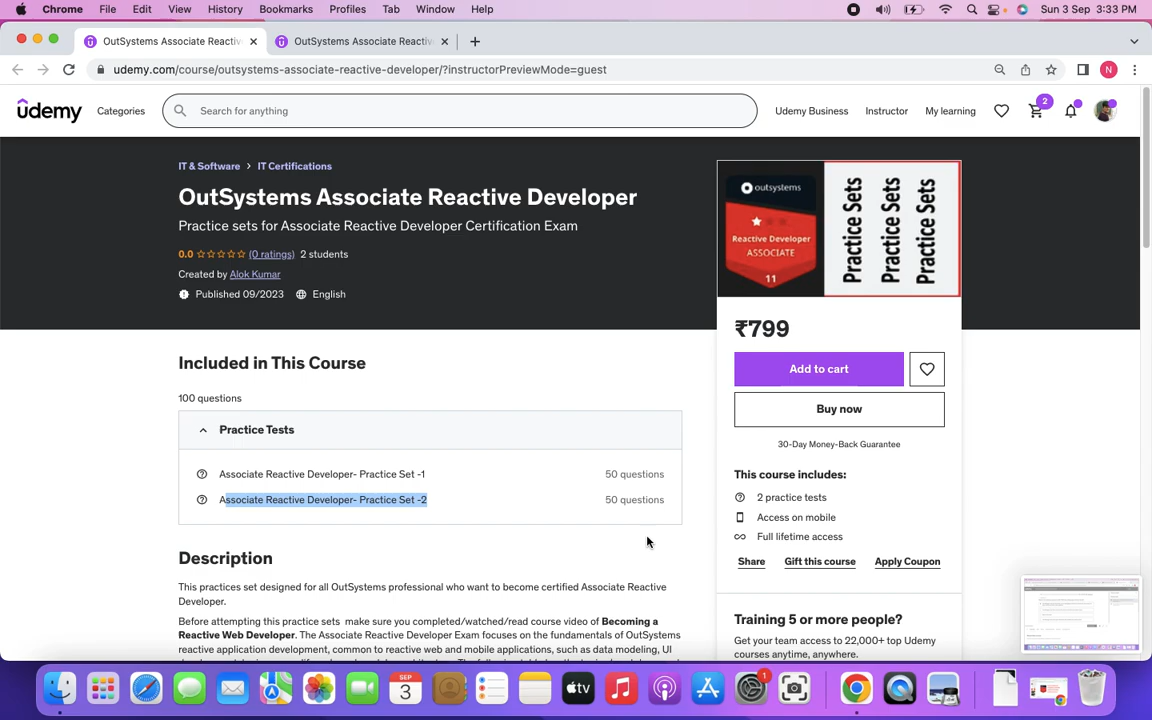 Chrome File Edit View History Bookmarks Profiles Tab Window Help Sun 3 Sep 3:33 PM
OutSystems Associate Reactiv OutSystems Associate Reactiv
udemy.com/course/outsystems-associate-reactive-developer/?instructorPreviewMode=guest N
udemy Categories Search for anything Udemy Business Instructor My learning 2
IT & Software > IT Certifications
OutSystems Associate Reactive Developer
Practice sets for Associate Reactive Developer Certification Exam
0.0 (0 ratings) 2 students
Created by Alok Kumar
Published 09/2023 English
outsystems
Reactive Developer
ASSOCIATE
11
Practice Sets
Practice Sets
Practice Sets
₹799
Add to cart
Buy now
30-Day Money-Back Guarantee
This course includes:
2 practice tests
Access on mobile
Full lifetime access
Share Gift this course Apply Coupon
Training 5 or more people?
Get your team access to 22,000+ top Udemy
courses anytime, anywhere.
Included in This Course
100 questions
Practice Tests
Associate Reactive Developer- Practice Set -1 50 questions
Associate Reactive Developer- Practice Set -2 50 questions
Description
This practices set designed for all OutSystems professional who want to become certified Associate Reactive
Developer.
Before attempting this practice sets make sure you completed/watched/read course video of Becoming a
Reactive Web Developer. The Associate Reactive Developer Exam focuses on the fundamentals of OutSystems
reactive application development, common to reactive web and mobile applications, such as data modeling, UI
SEP
3
tv
1